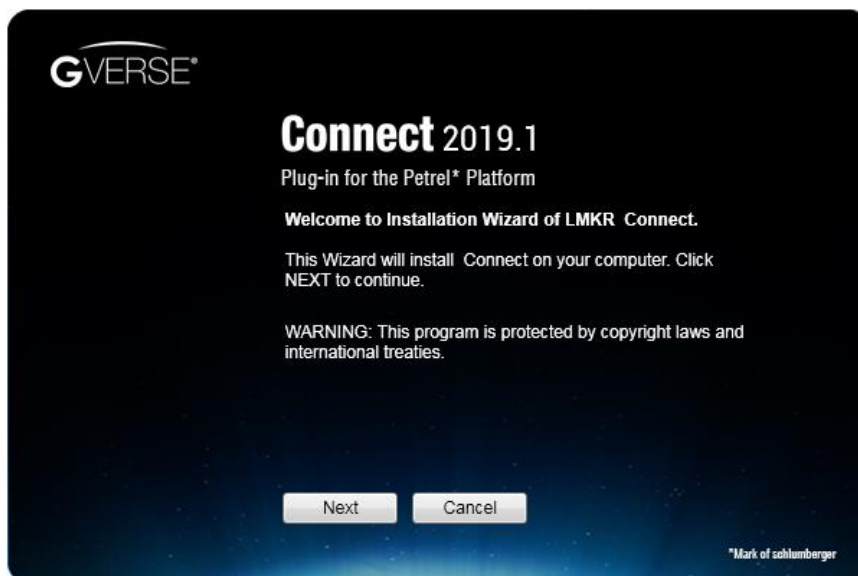 GVERSE®
Connect 2019.1
Plug-in for the Petrel* Platform
Welcome to Installation Wizard of LMKR  Connect.
This Wizard will install  Connect on your computer. Click
NEXT to continue.
WARNING: This program is protected by copyright laws and
international treaties.
Next
Cancel
*Mark of schlumberger